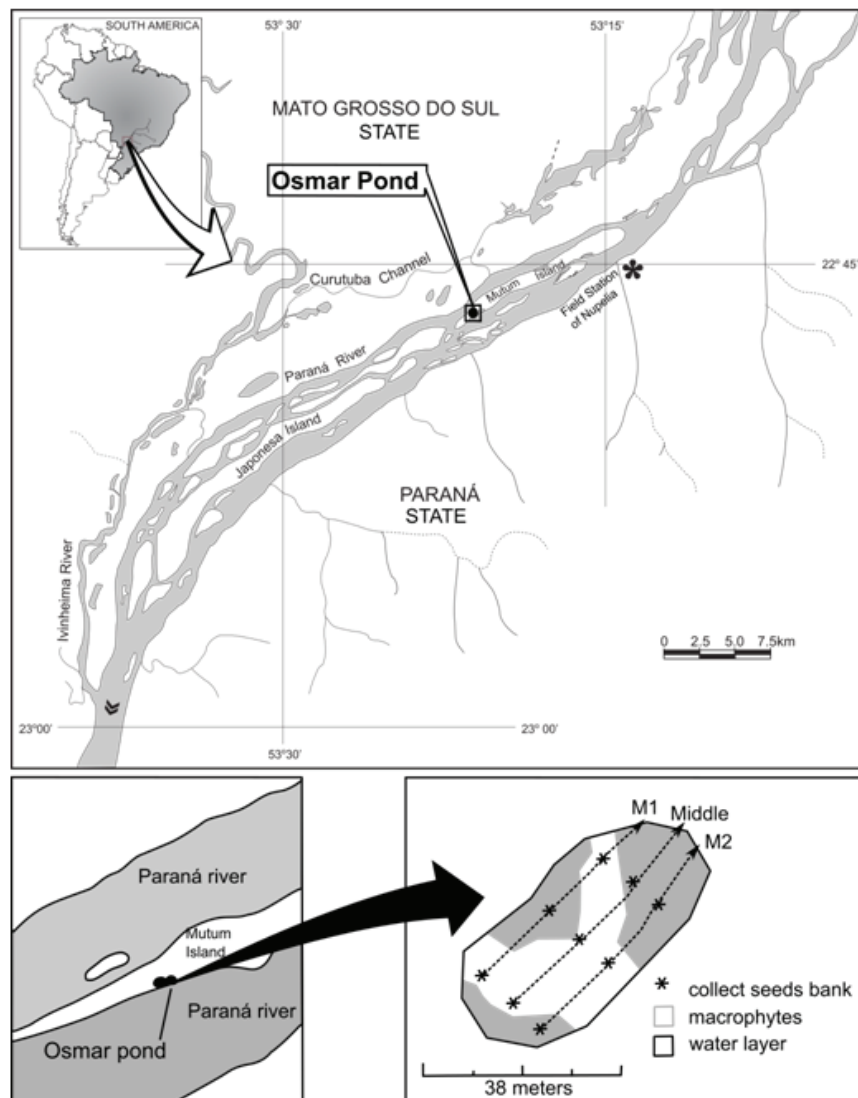 SOUTH AMERICA
53° 30'
53° 15'
MATO GROSSO DO SUL
STATE
Osmar Pond
22° 45'
Curutuba Channel
Mutum Island
Field Station
of Nupelia
Paraná River
Japonesa Island
PARANÁ
STATE
Ivinheima River
0 2.5 5.0 7.5km
23°00'
23° 00'
53°30'
Paraná river
Mutum
Island
Paraná river
Osmar pond
M1
Middle
M2
collect seeds bank
macrophytes
water layer
38 meters